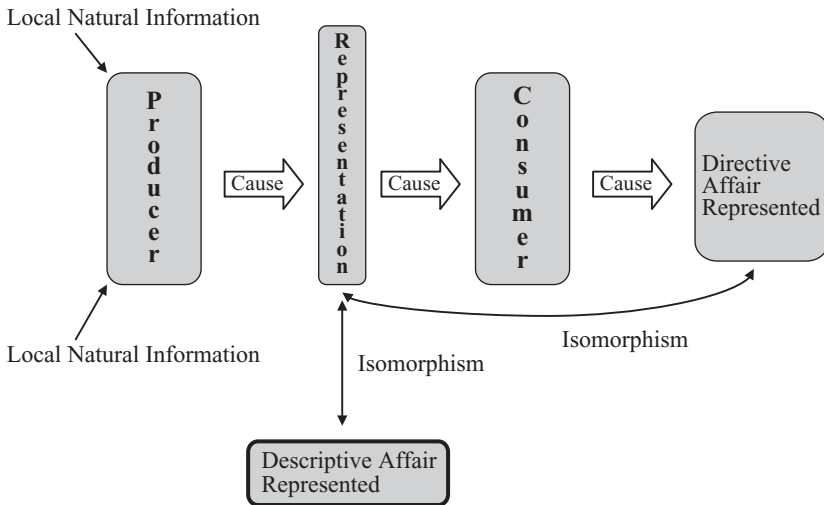 Local Natural Information
Producer
Cause
Representation
Cause
Consumer
Cause
Directive
Affair
Represented
Local Natural Information
Isomorphism
Isomorphism
Descriptive Affair
Represented